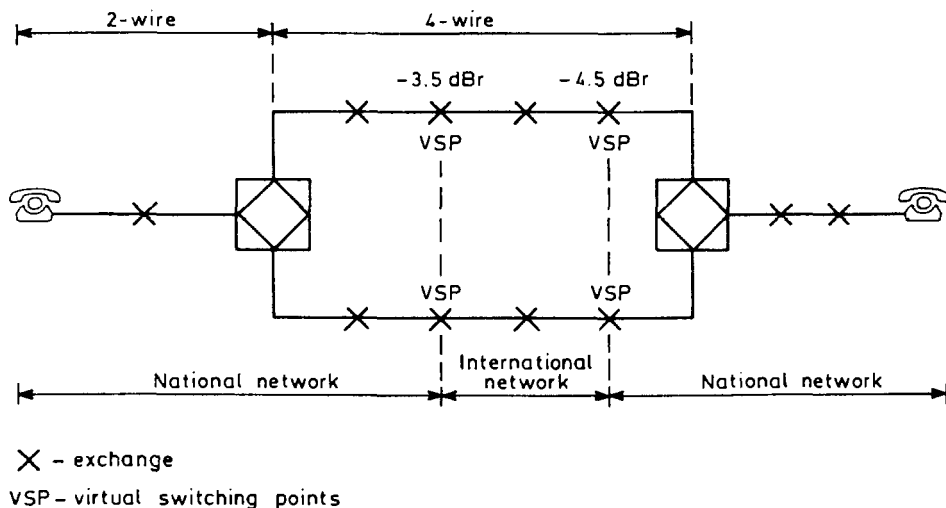 2-wire
4-wire
-3.5 dBr
-4.5 dBr
VSP
VSP
VSP
VSP
National network
International
network
National network
X - exchange
VSP - virtual switching points